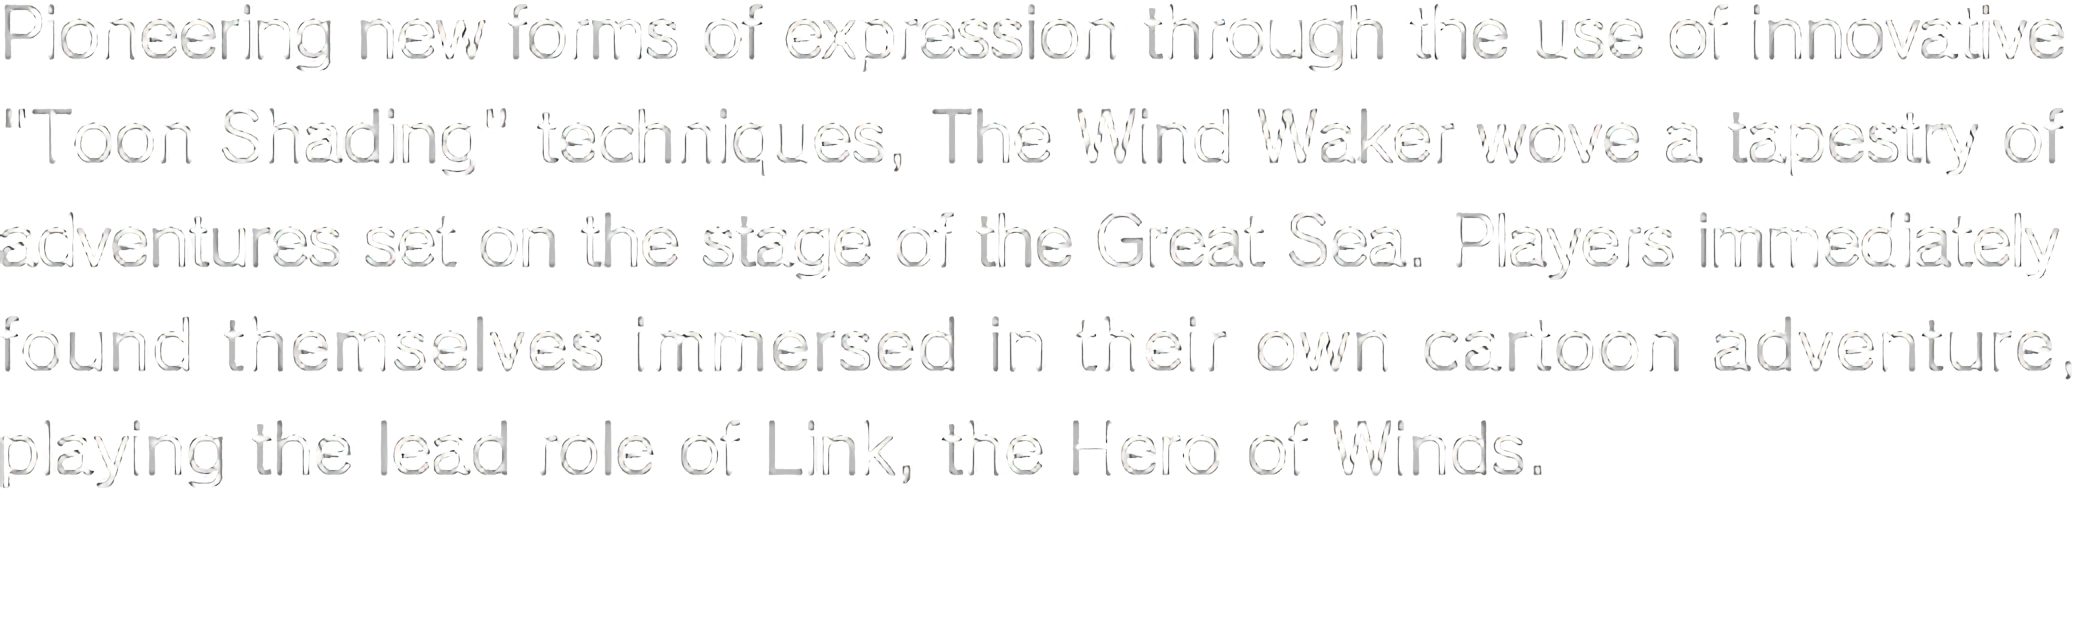 Pioneering new forms of expression through the use of innovative
"Toon Shading" techniques, The Wind Waker wove a tapestry of
adventures set on the stage of the Great Sea. Players immediately
found themselves immersed in their own cartoon adventure,
playing the lead role of Link, the Hero of Winds.